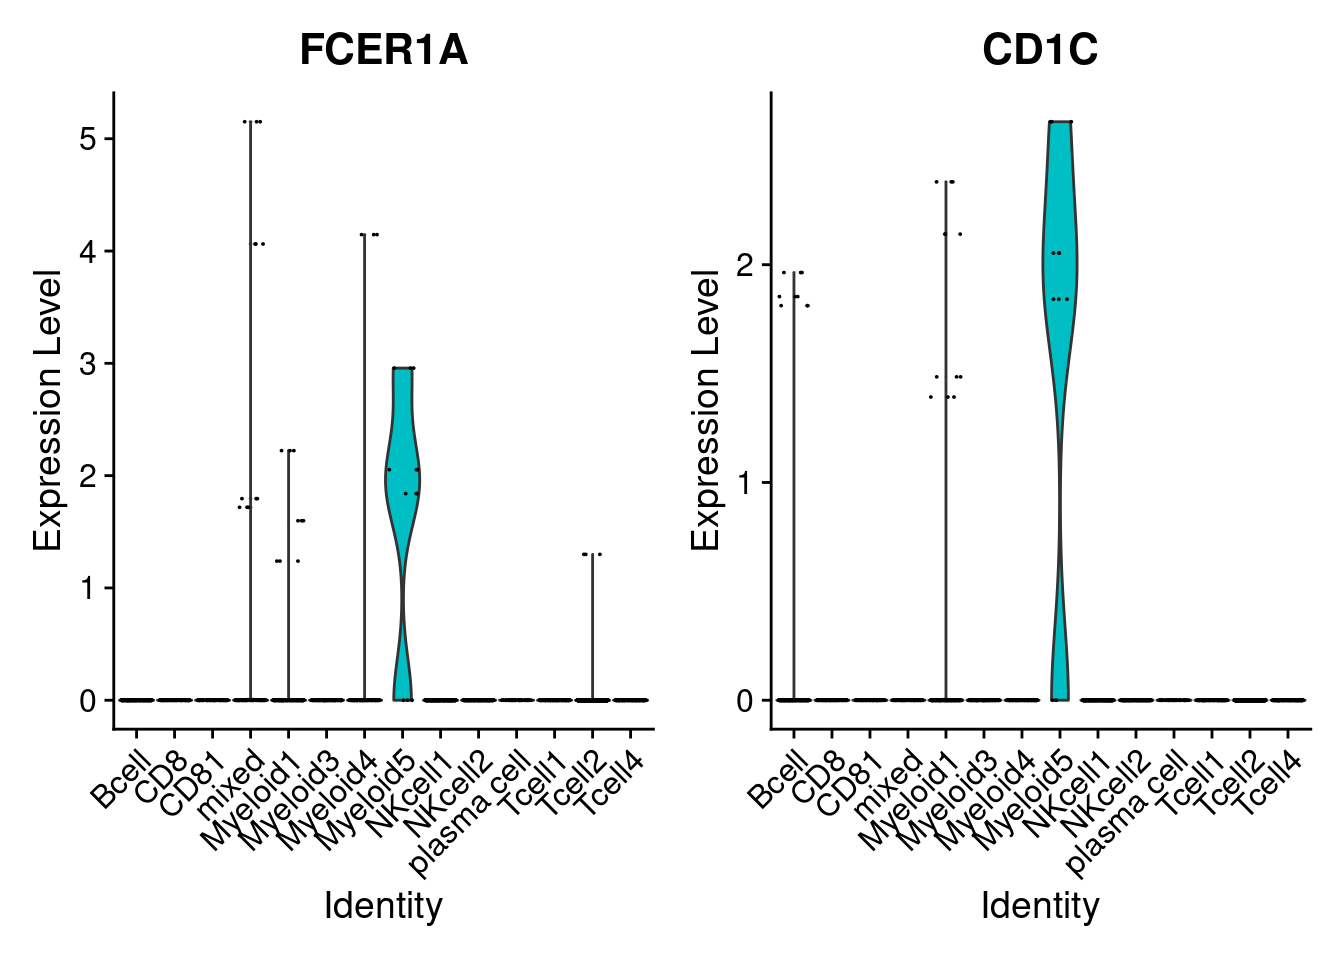 FCER1A
Expression Level
5
4
3
2
1
0
Bcell
CD8
CD81
mixed
Myeloid1
Myeloid3
Myeloid4
Myeloid5
NKcell1
NKcell2
plasma cell
Tcell1
Tcell2
Tcell4
Identity
CD1C
Expression Level
2
1
0
Bcell
CD8
CD81
mixed
Myeloid1
Myeloid3
Myeloid4
Myeloid5
NKcell1
NKcell2
plasma cell
Tcell1
Tcell2
Tcell4
Identity